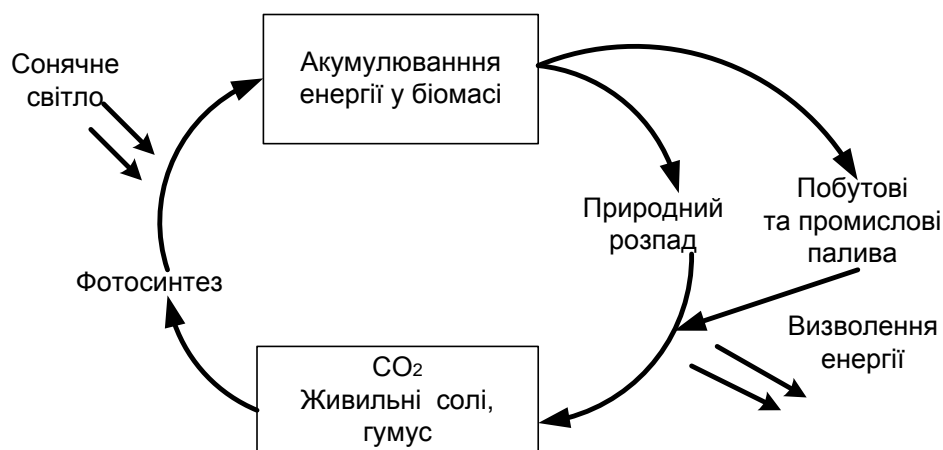 Сонячне
світло
Акумулюванння
енергії у біомасі
Природний
розпад
Побутові
та промислові
палива
Фотосинтез
Визволення
енергії
CO2
Живильні солі,
гумус